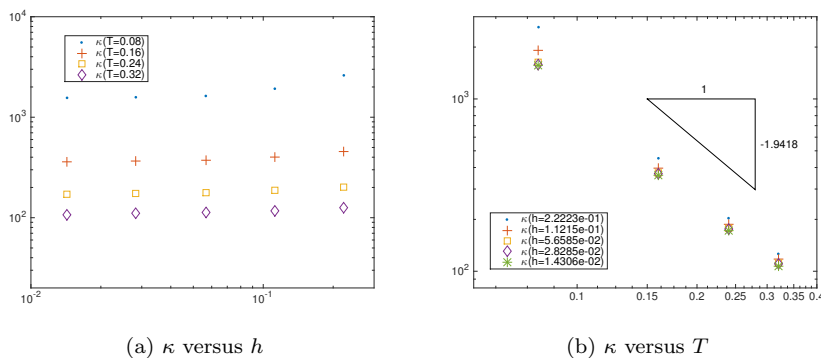 10^4
10^3
10^2
10^-2
10^-1
κ(T=0.08)
κ(T=0.16)
κ(T=0.24)
κ(T=0.32)
(a) κ versus h
10^3
10^2
0.1
0.15
0.2
0.25
0.3
0.35
0.4
1
-1.9418
κ(h=2.2223e-01)
κ(h=1.1215e-01)
κ(h=5.6585e-02)
κ(h=2.8285e-02)
κ(h=1.4306e-02)
(b) κ versus T